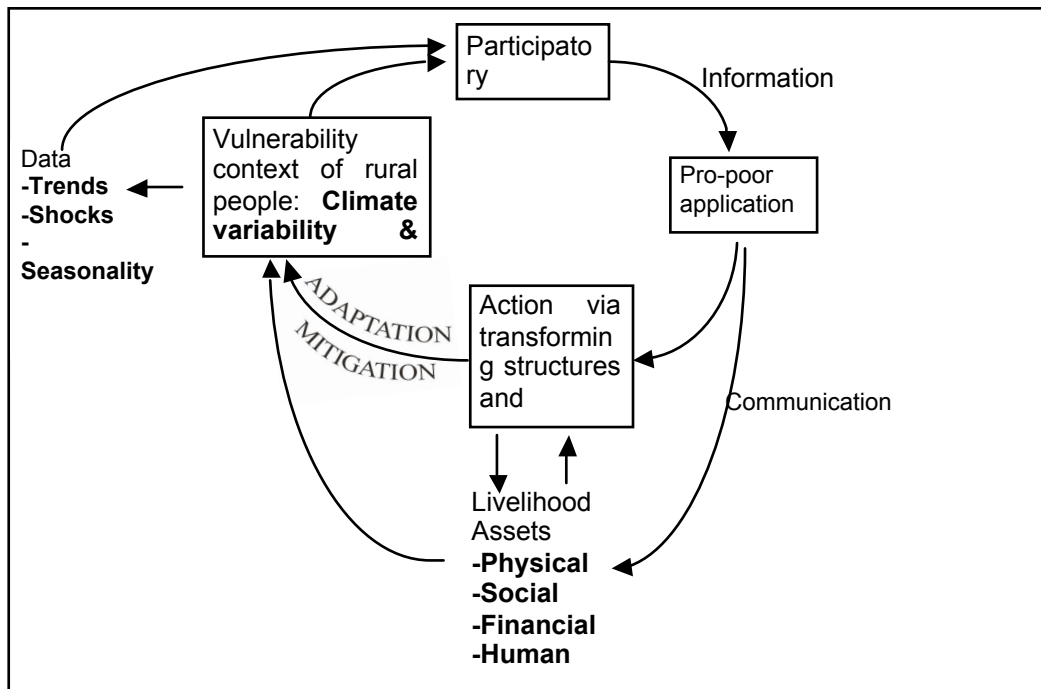 Participato
ry
Information
Vulnerability
context of rural
people: Climate
variability &
Data
-Trends
-Shocks
-
Seasonality
Pro-poor
application
ADAPTATION
MITIGATION
Action via
transformin
g structures
and
Communication
Livelihood
Assets
-Physical
-Social
-Financial
-Human